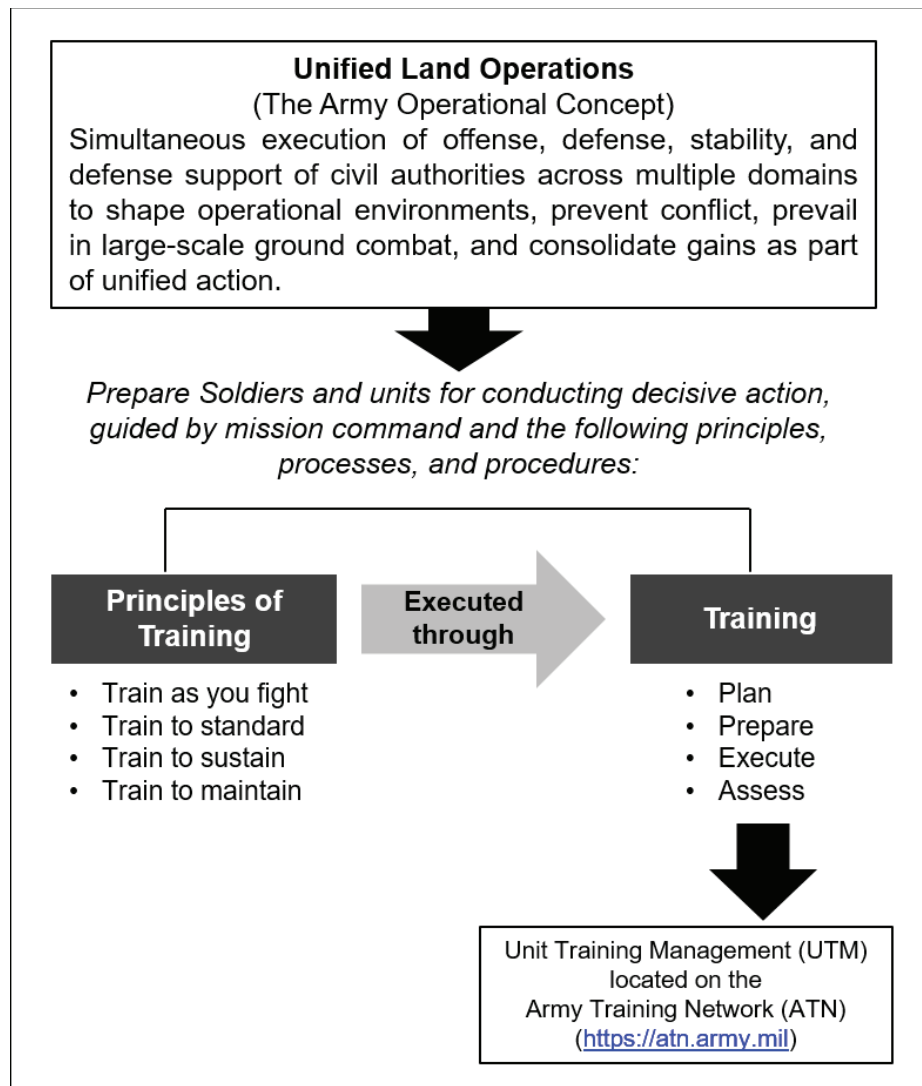 Unified Land Operations
(The Army Operational Concept)
Simultaneous execution of offense, defense, stability, and
defense support of civil authorities across multiple domains
to shape operational environments, prevent conflict, prevail
in large-scale ground combat, and consolidate gains as part
of unified action.
Prepare Soldiers and units for conducting decisive action,
guided by mission command and the following principles,
processes, and procedures:
Principles of
Training
• Train as you fight
• Train to standard
• Train to sustain
• Train to maintain
Executed
through
Training
• Plan
• Prepare
• Execute
• Assess
Unit Training Management (UTM)
located on the
Army Training Network (ATN)
(https://atn.army.mil)